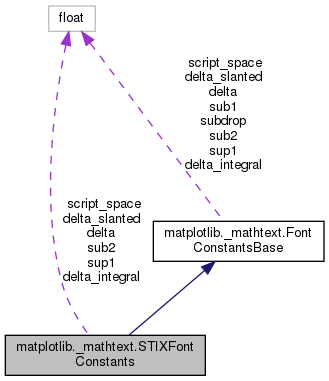 float
script_space
delta_slanted
delta
sub1
subdrop
sub2
sup1
delta_integral
script_space
delta_slanted
delta
sub2
sup1
delta_integral
matplotlib._mathtext.Font
ConstantsBase
matplotlib._mathtext.STIXFont
Constants